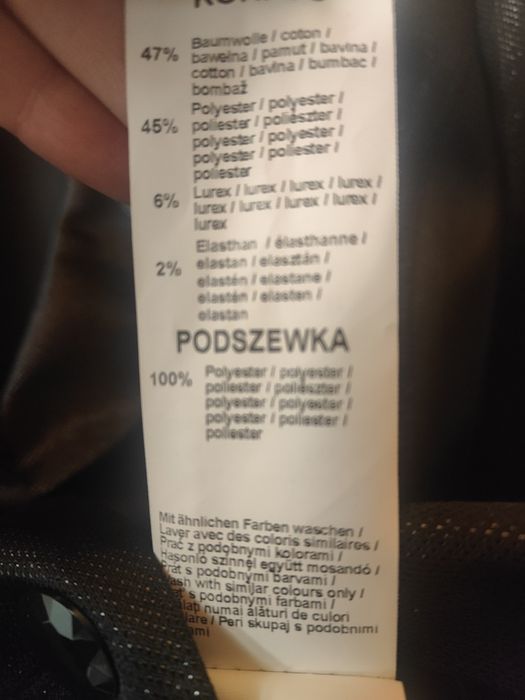 47%
Baumwolle / coton /
bawełna / pamut / bavlna /
cotton / bavlna / bumbac /
bombaž
45%
Polyester / polyester /
poliester / poliészter /
polyester / polyester /
polyester / poliester /
poliester
6%
Lurex / lurex / lurex / lurex /
lurex / lurex / lurex / lurex /
lurex
2%
Elasthan / élasthanne /
elastan / elasztán /
elastén / elastane /
elastén / elastan /
elastan
PODSZEWKA
100%
Polyester / polyester /
poliester / poliészter /
polyester / polyester /
polyester / poliester /
poliester
Mit ähnlichen Farben waschen /
Laver avec des coloris similaires /
Prać z podobnymi kolorami /
Hasonló színnel együtt mosandó /
Prát s podobnými barvami /
with similar colours only /
s podobnymi farbami /
numai alături de culori
/ Peri skupaj s podobnimi